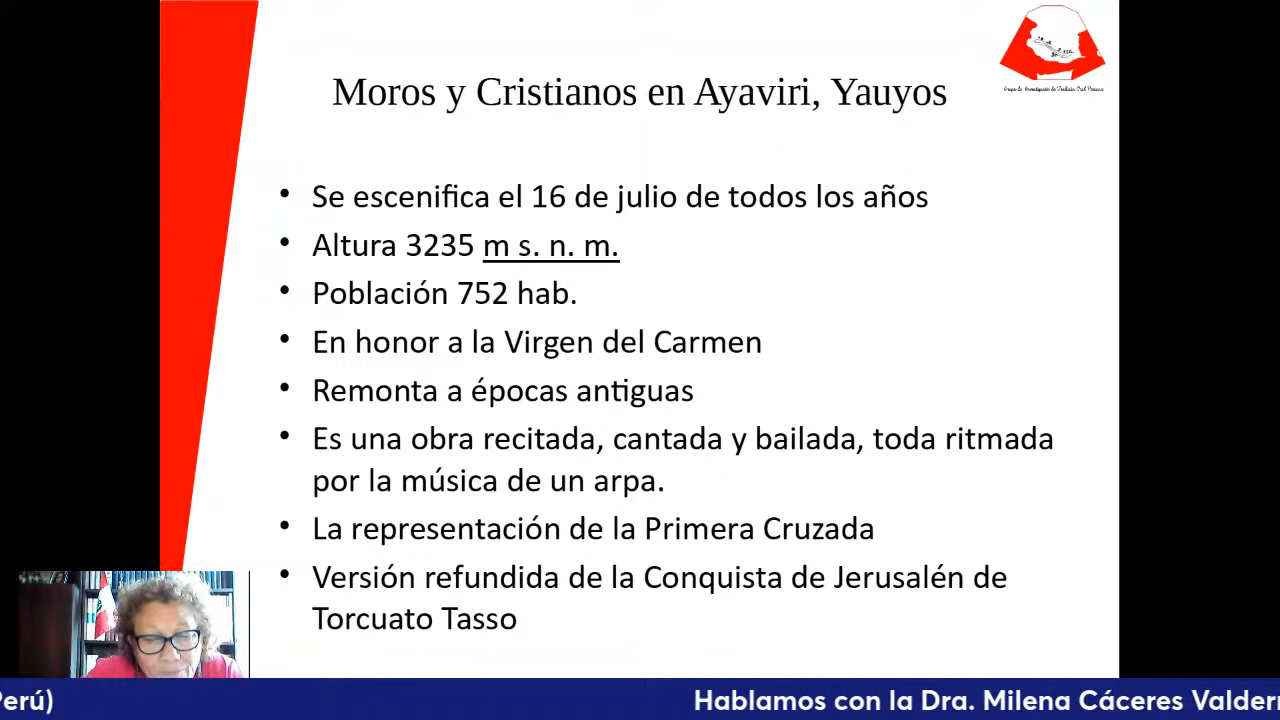 Moros y Cristianos en Ayaviri, Yauyos
• Se escenifica el 16 de julio de todos los años
• Altura 3235 m s. n. m.
• Población 752 hab.
• En honor a la Virgen del Carmen
• Remonta a épocas antiguas
• Es una obra recitada, cantada y bailada, toda ritmada
por la música de un arpa.
• La representación de la Primera Cruzada
• Versión refundida de la Conquista de Jerusalén de
Torcuato Tasso
Perú) Hablamos con la Dra. Milena Cáceres Valder